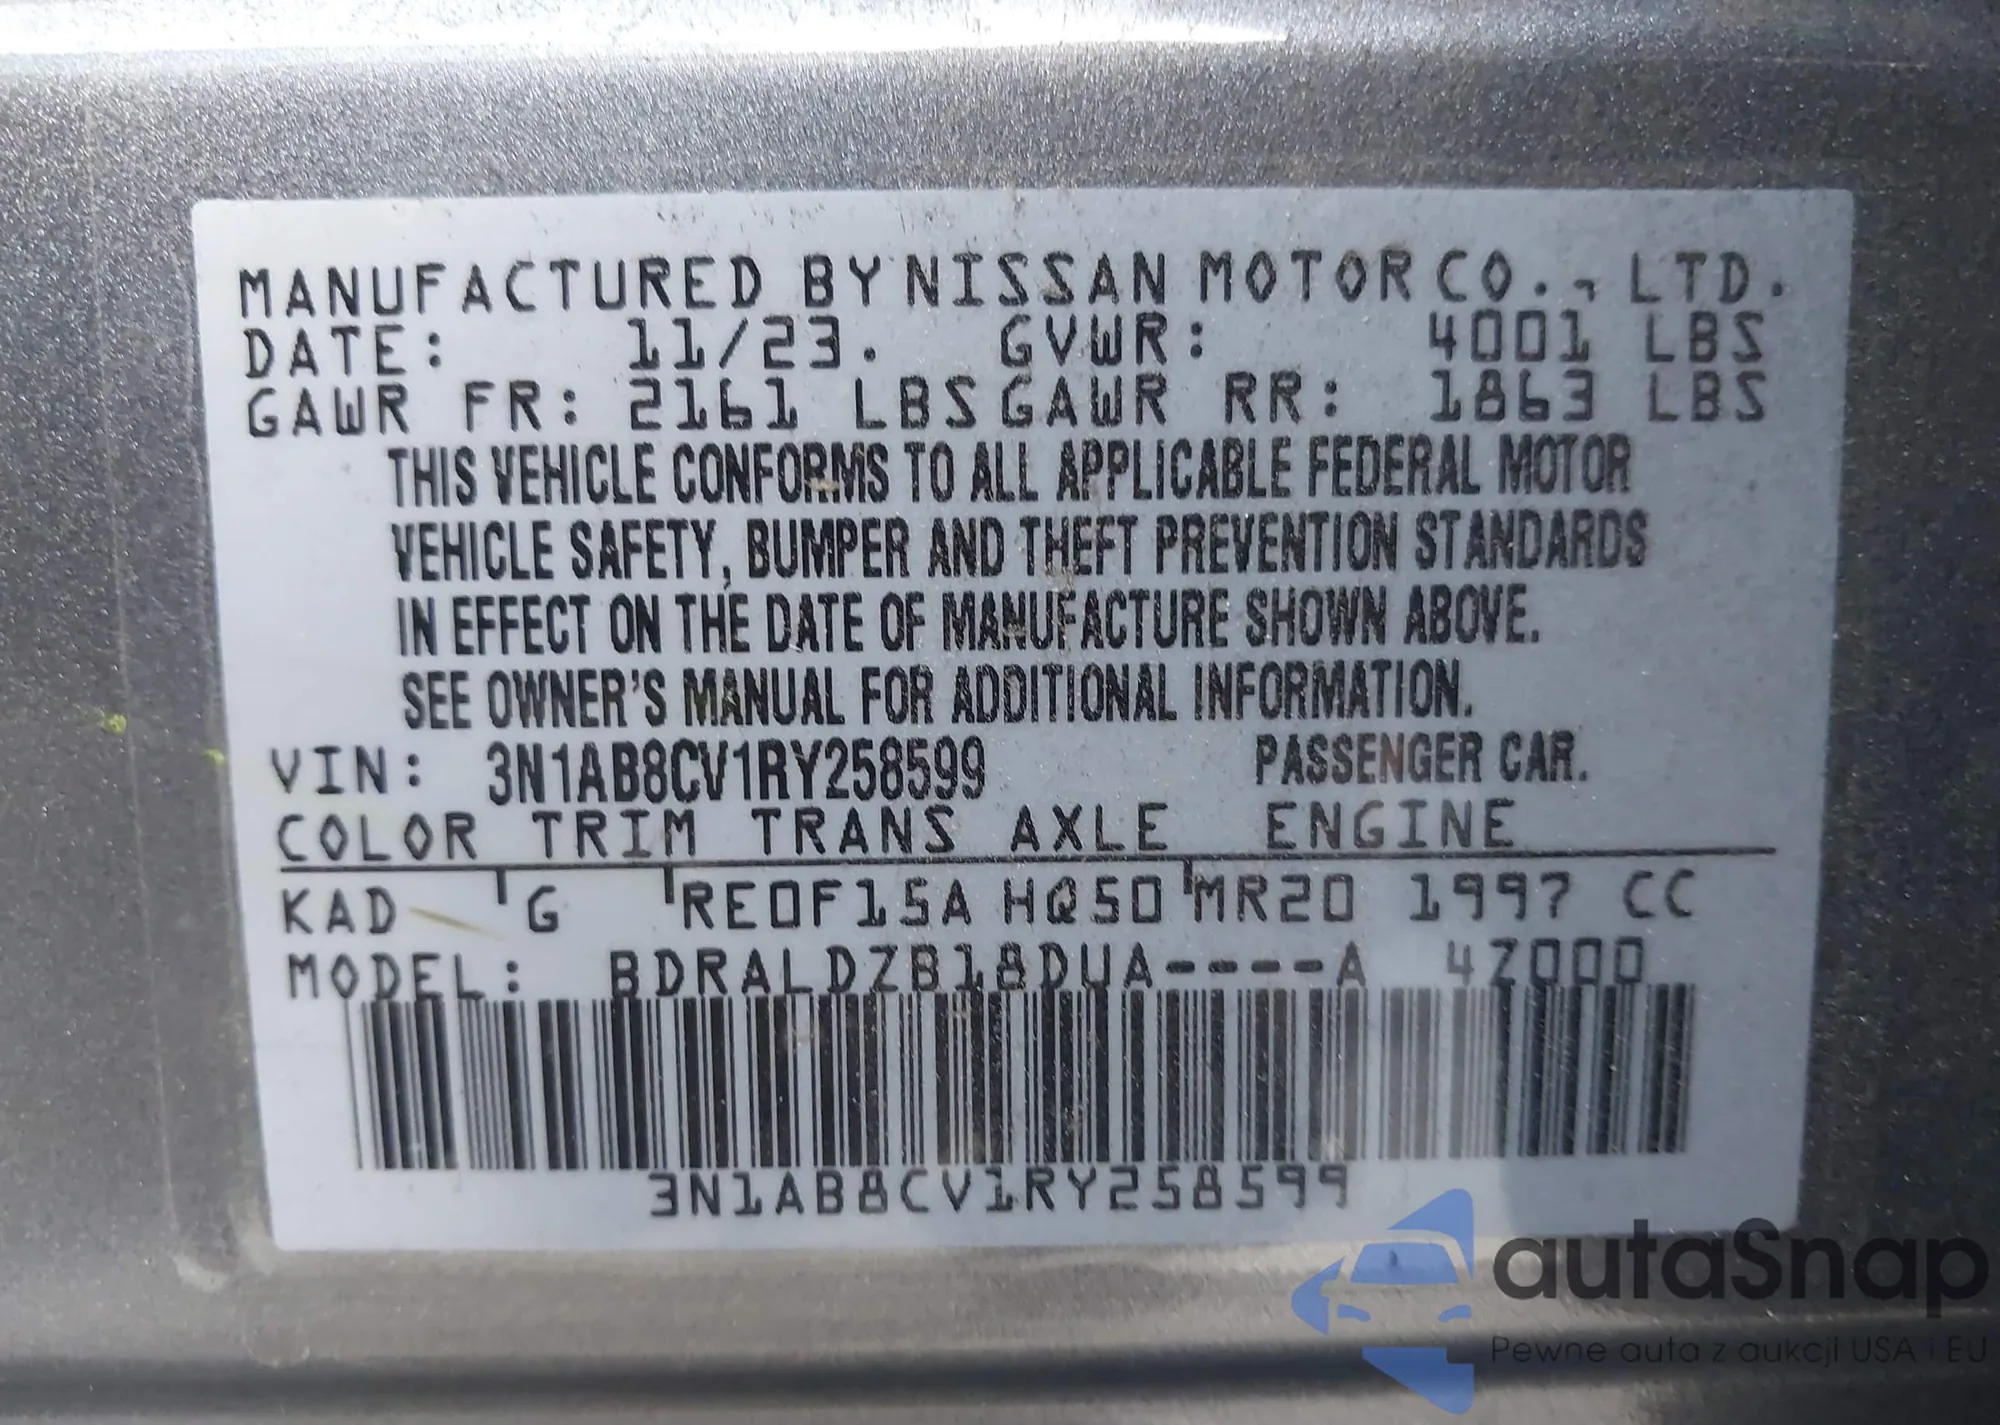 MANUFACTURED BY NISSAN MOTOR CO., LTD.
DATE: 11/23. GVWR: 4001 LBS
GAWR FR: 2161 LBS GAWR RR: 1863 LBS
THIS VEHICLE CONFORMS TO ALL APPLICABLE FEDERAL MOTOR
VEHICLE SAFETY, BUMPER AND THEFT PREVENTION STANDARDS
IN EFFECT ON THE DATE OF MANUFACTURE SHOWN ABOVE.
SEE OWNER'S MANUAL FOR ADDITIONAL INFORMATION.
VIN: 3N1AB8CV1RY258599 PASSENGER CAR.
COLOR TRIM TRANS AXLE ENGINE
KAD G RE0F15A HQ50 MR20 1997 CC
MODEL: BDRALDZB18DUA----A 4Z000
3N1AB8CV1RY258599
autaSnap
Pewne auta z aukcji USA i EU